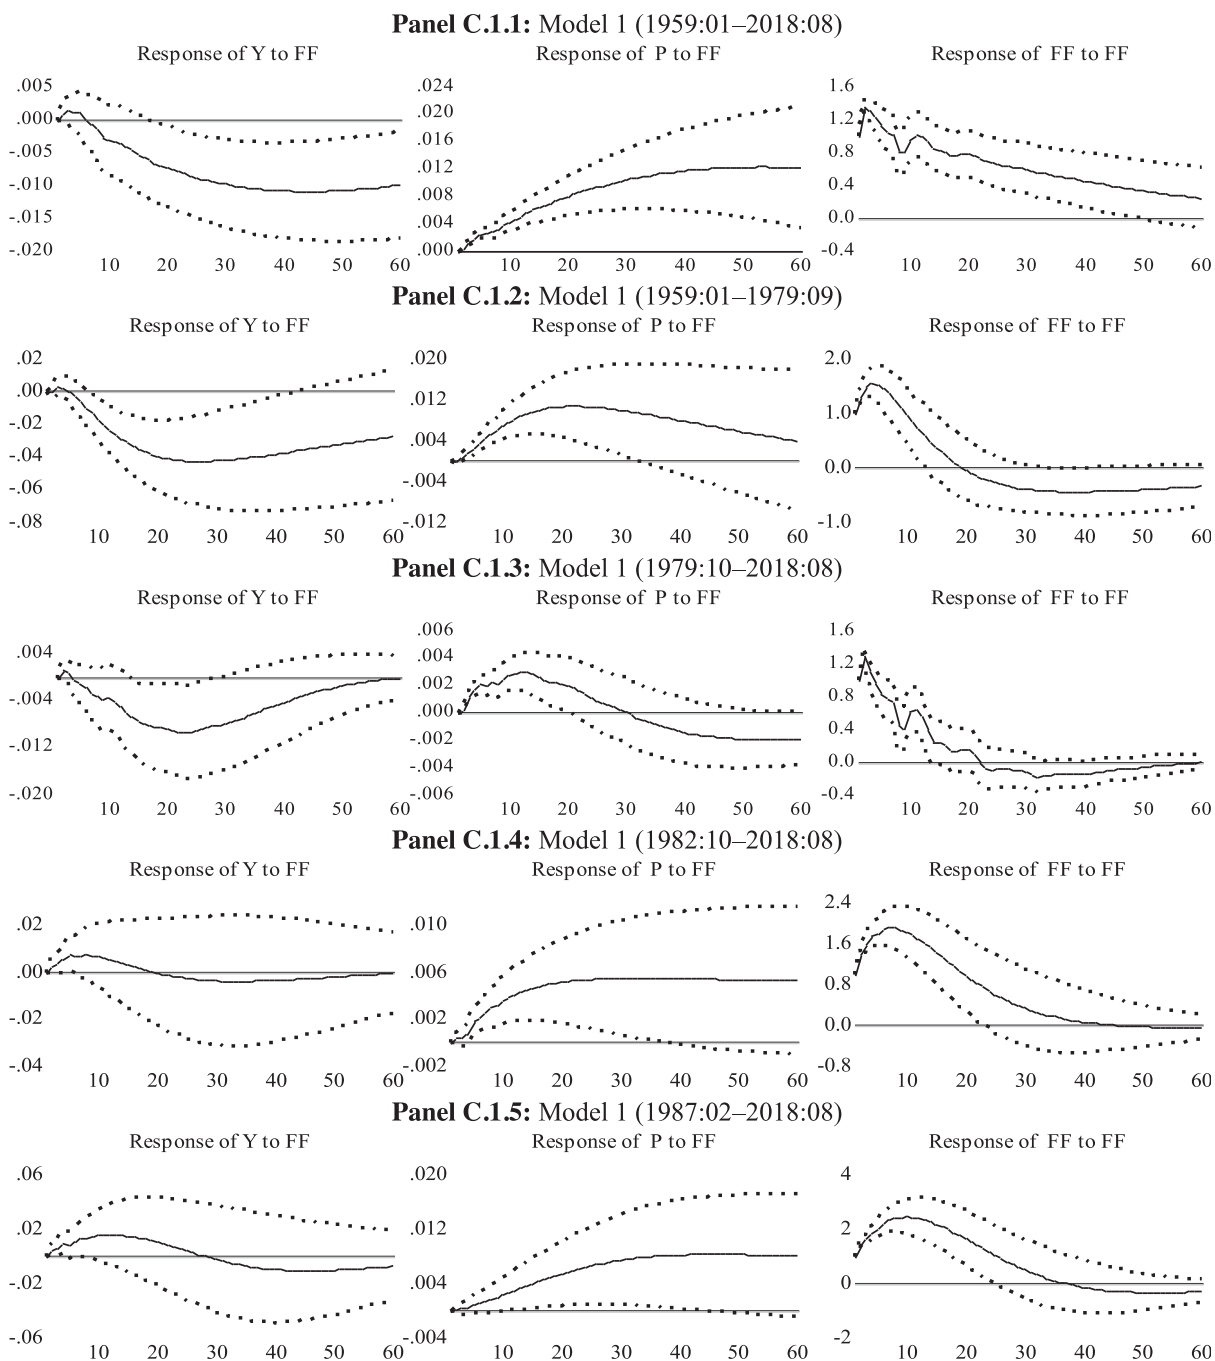 Panel C.1.1: Model 1 (1959:01–2018:08)
Response of Y to FF
.005
.000
-.005
-.010
-.015
-.020
10 20 30 40 50 60
Response of P to FF
.024
.020
.016
.012
.008
.004
.000
10 20 30 40 50 60
Response of FF to FF
1.6
1.2
0.8
0.4
0.0
-0.4
10 20 30 40 50 60
Panel C.1.2: Model 1 (1959:01–1979:09)
Response of Y to FF
.02
.00
-.02
-.04
-.06
-.08
10 20 30 40 50 60
Response of P to FF
.020
.012
.004
-.004
-.012
10 20 30 40 50 60
Response of FF to FF
2.0
1.0
0.0
-1.0
10 20 30 40 50 60
Panel C.1.3: Model 1 (1979:10–2018:08)
Response of Y to FF
.004
-.004
-.012
-.020
10 20 30 40 50 60
Response of P to FF
.006
.004
.002
.000
-.002
-.004
-.006
10 20 30 40 50 60
Response of FF to FF
1.6
1.2
0.8
0.4
0.0
-0.4
10 20 30 40 50 60
Panel C.1.4: Model 1 (1982:10–2018:08)
Response of Y to FF
.02
.00
-.02
-.04
10 20 30 40 50 60
Response of P to FF
.010
.006
.002
-.002
10 20 30 40 50 60
Response of FF to FF
2.4
1.6
0.8
0.0
-0.8
10 20 30 40 50 60
Panel C.1.5: Model 1 (1987:02–2018:08)
Response of Y to FF
.06
.02
-.02
-.06
10 20 30 40 50 60
Response of P to FF
.020
.012
.004
-.004
10 20 30 40 50 60
Response of FF to FF
4
2
0
-2
10 20 30 40 50 60